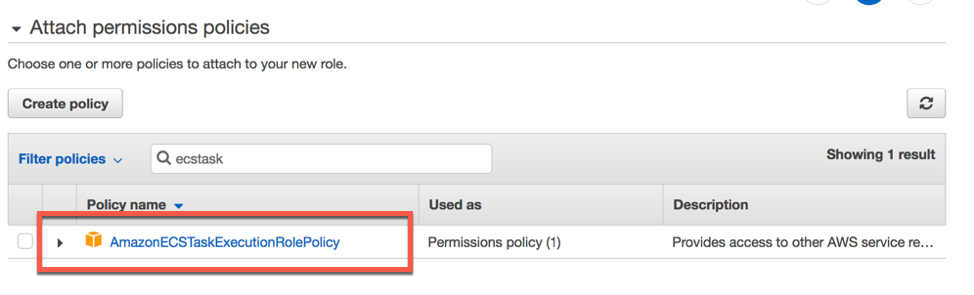 Attach permissions policies
Choose one or more policies to attach to your new role.
Create policy
Filter policies ecstask Showing 1 result
Policy name Used as Description
AmazonECSTaskExecutionRolePolicy Permissions policy (1) Provides access to other AWS service re...